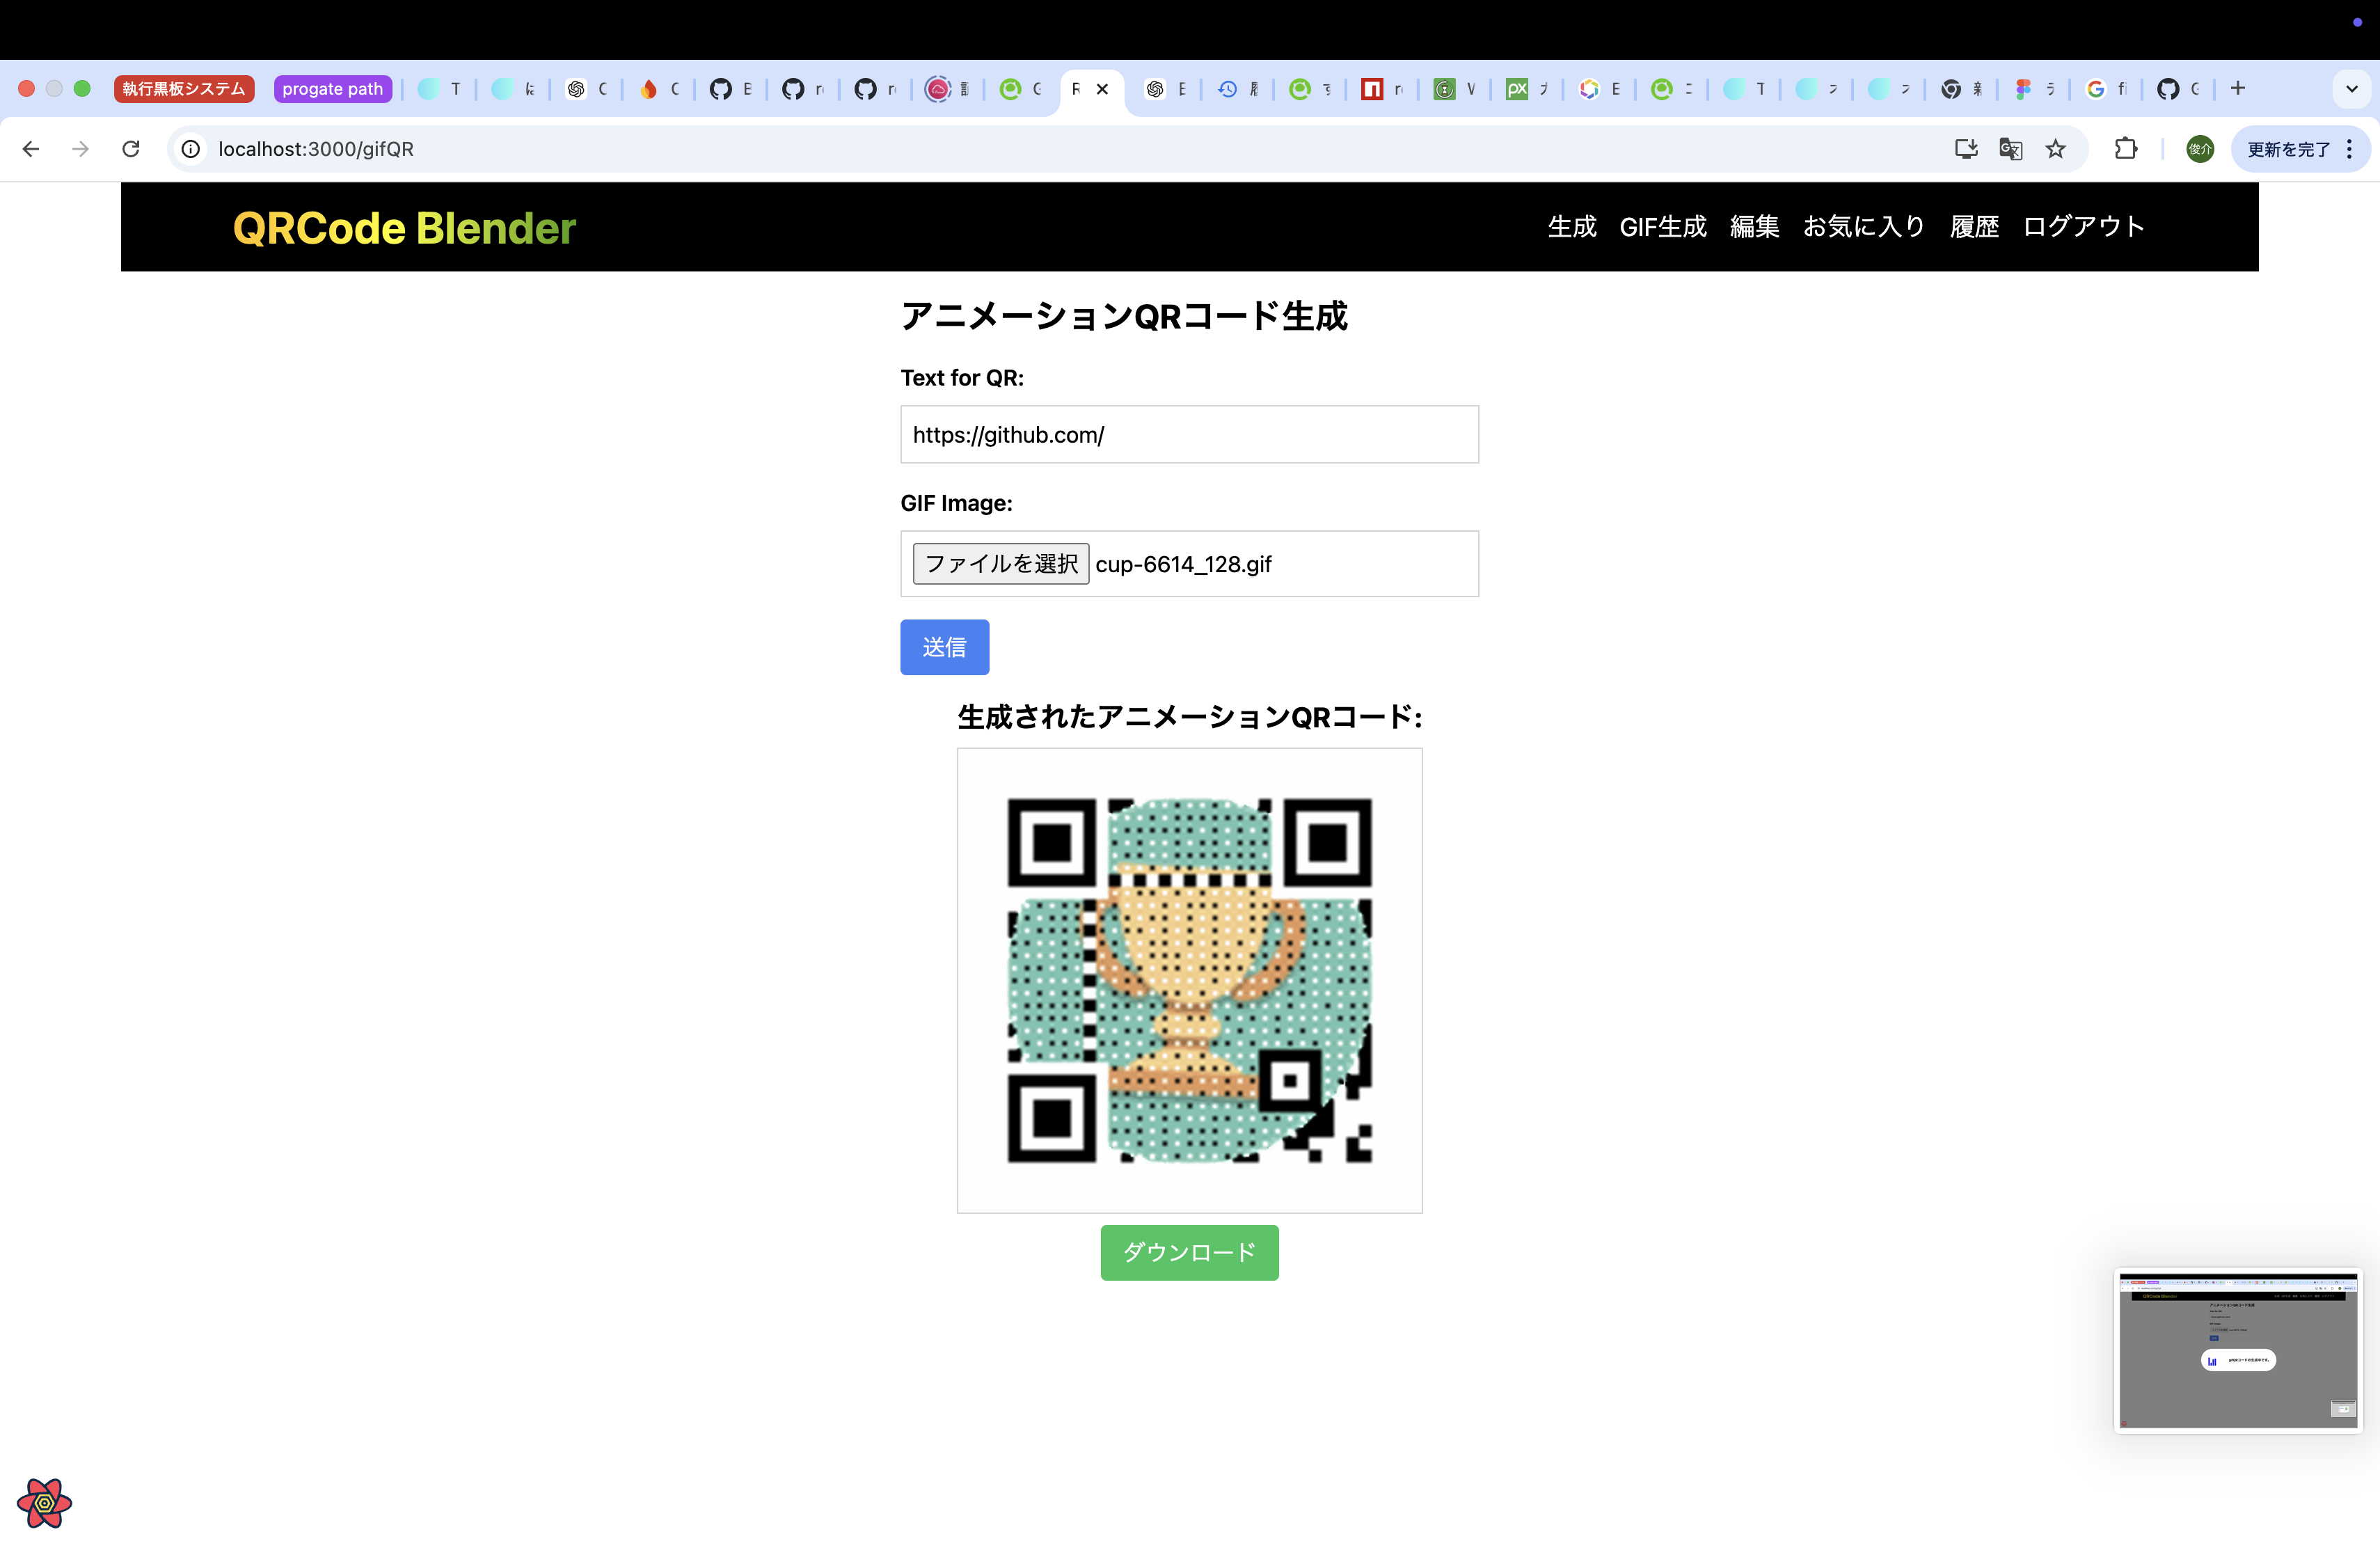 執行黒板システム progate path
localhost:3000/gifQR 俊介 更新を完了
QRCode Blender 生成 GIF生成 編集 お気に入り 履歴 ログアウト
アニメーションQRコード生成
Text for QR:
https://github.com/
GIF Image:
ファイルを選択 cup-6614_128.gif
送信
生成されたアニメーションQRコード:
ダウンロード
QRCode Blender